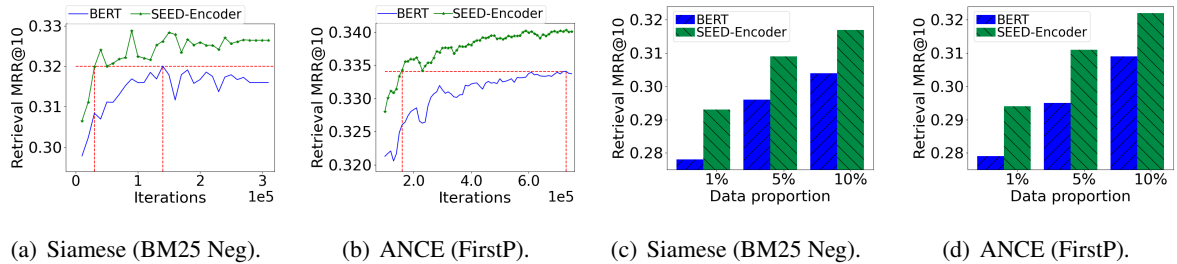 BERT SEED-Encoder
0.33
0.32
0.31
0.30
Retrieval MRR@10
0 1 2 3
Iterations 1e5
(a) Siamese (BM25 Neg).
BERT SEED-Encoder
0.340
0.334
0.325
0.320
Retrieval MRR@10
2.0 4.0 6.0
Iterations 1e5
(b) ANCE (FirstP).
BERT
SEED-Encoder
0.32
0.31
0.30
0.29
0.28
Retrieval MRR@10
1% 5% 10%
Data proportion
(c) Siamese (BM25 Neg).
BERT
SEED-Encoder
0.32
0.31
0.30
0.29
0.28
Retrieval MRR@10
1% 5% 10%
Data proportion
(d) ANCE (FirstP).